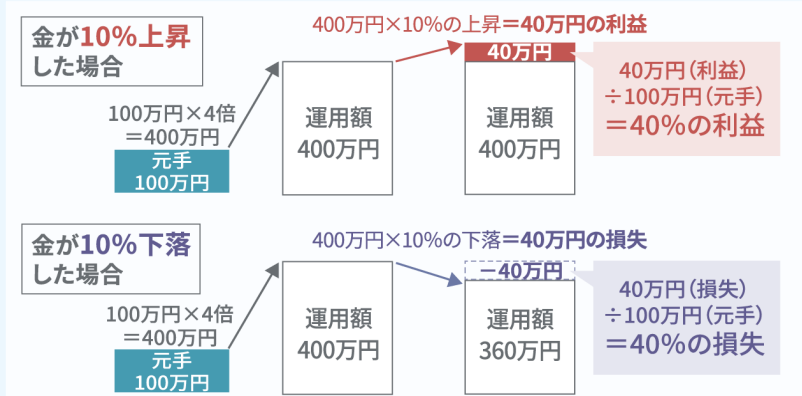 金が10%上昇
した場合
400万円×10%の上昇＝40万円の利益
100万円×4倍
＝400万円
元手
100万円
運用額
400万円
40万円
運用額
400万円
40万円（利益）
÷100万円（元手）
＝40%の利益
金が10%下落
した場合
400万円×10%の下落＝40万円の損失
100万円×4倍
＝400万円
元手
100万円
運用額
400万円
−40万円
運用額
360万円
40万円（損失）
÷100万円（元手）
＝40%の損失